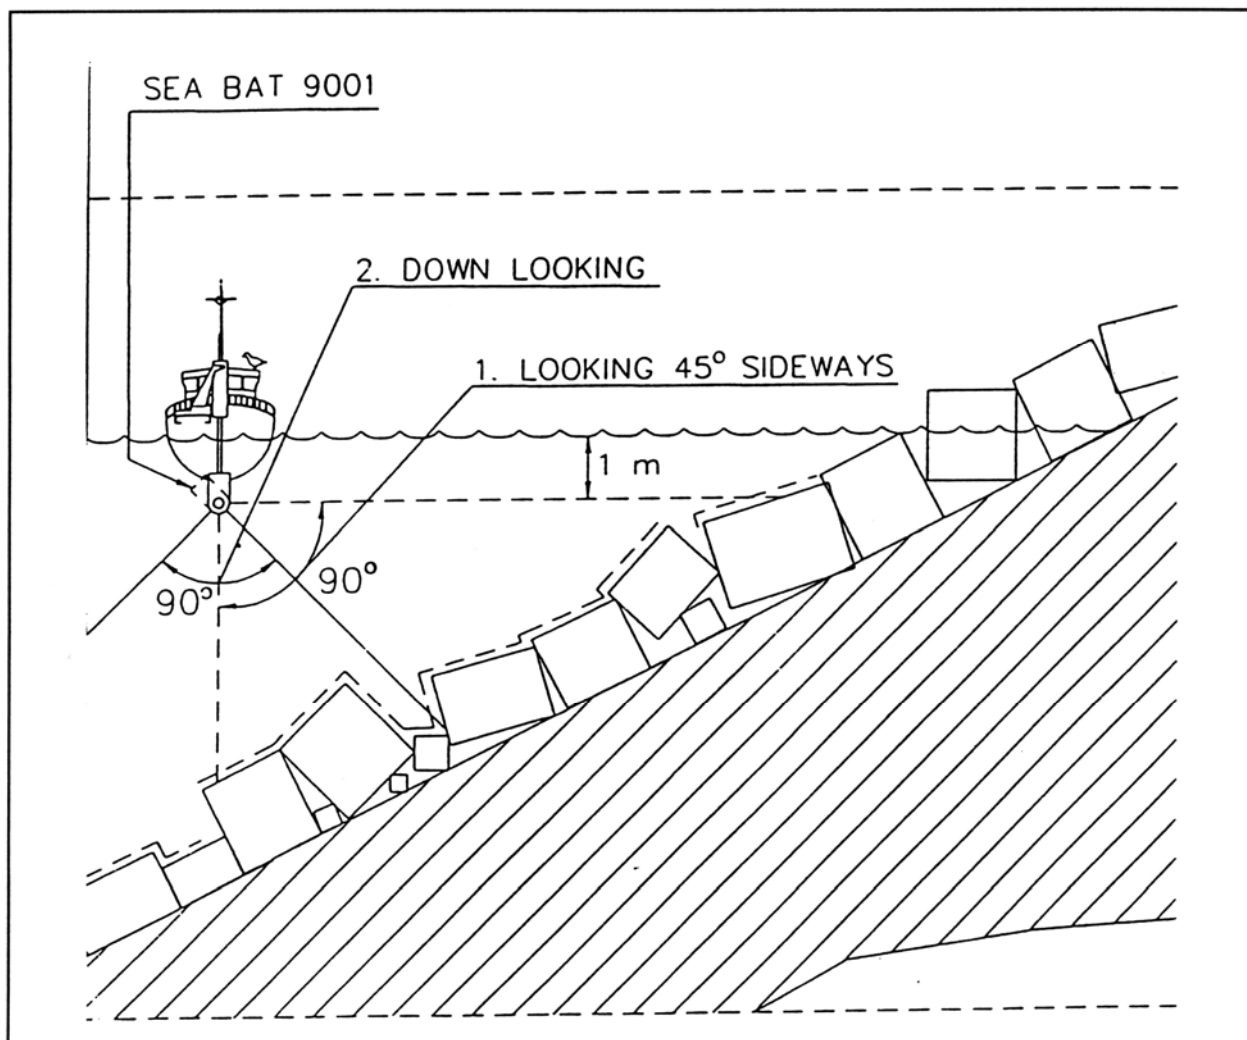 SEA BAT 9001
2. DOWN LOOKING
1. LOOKING 45° SIDEWAYS
1 m
90°
90°